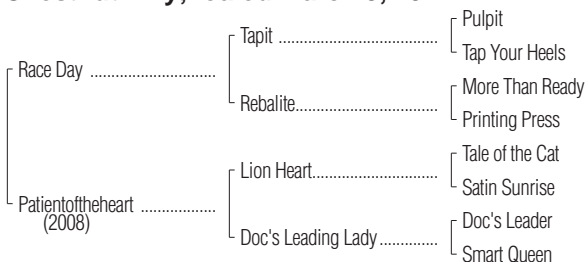 Pulpit
Tapit ........................................
Tap Your Heels
Race Day ................................
More Than Ready
Rebalite....................................
Printing Press
Tale of the Cat
Lion Heart................................
Satin Sunrise
Patientoftheheart ...................
(2008)
Doc's Leader
Doc's Leading Lady ..............
Smart Queen